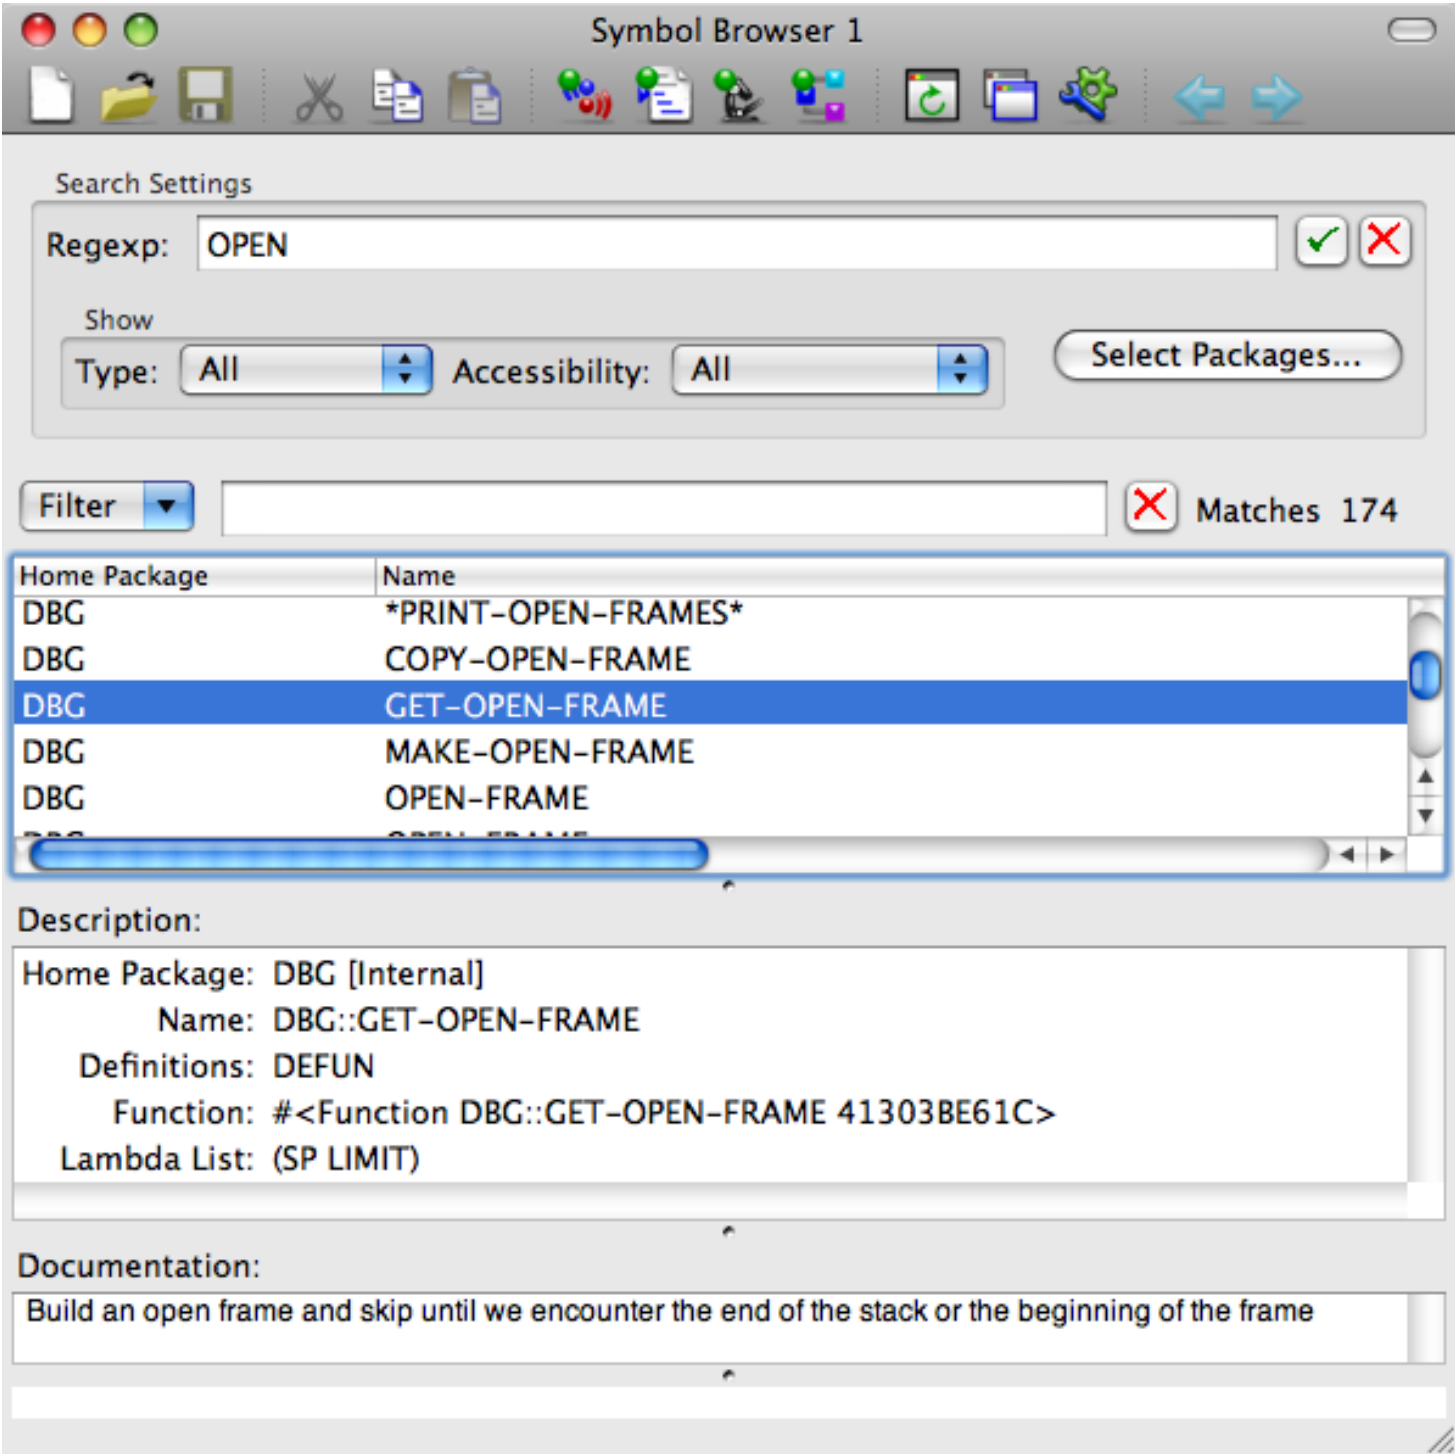 Symbol Browser 1
Search Settings
Regexp: OPEN
Show
Type: All Accessibility: All Select Packages...
Filter Matches 174
Home Package Name
DBG *PRINT-OPEN-FRAMES*
DBG COPY-OPEN-FRAME
DBG GET-OPEN-FRAME
DBG MAKE-OPEN-FRAME
DBG OPEN-FRAME
DBG OPEN-FRAME
Description:
Home Package: DBG [Internal]
Name: DBG::GET-OPEN-FRAME
Definitions: DEFUN
Function: #<Function DBG::GET-OPEN-FRAME 41303BE61C>
Lambda List: (SP LIMIT)
Documentation:
Build an open frame and skip until we encounter the end of the stack or the beginning of the frame